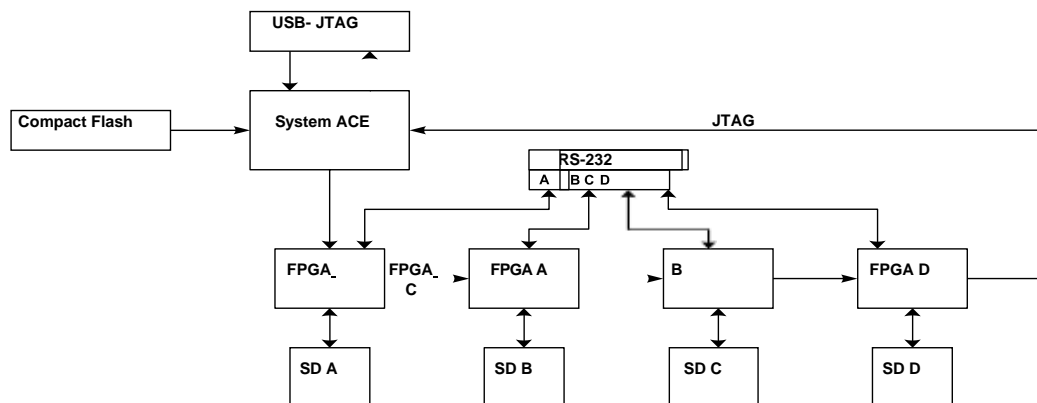 USB- JTAG
Compact Flash
System ACE
JTAG
RS-232
A B C D
FPGA_
FPGA_
C
FPGA A
B
FPGA D
SD A
SD B
SD C
SD D